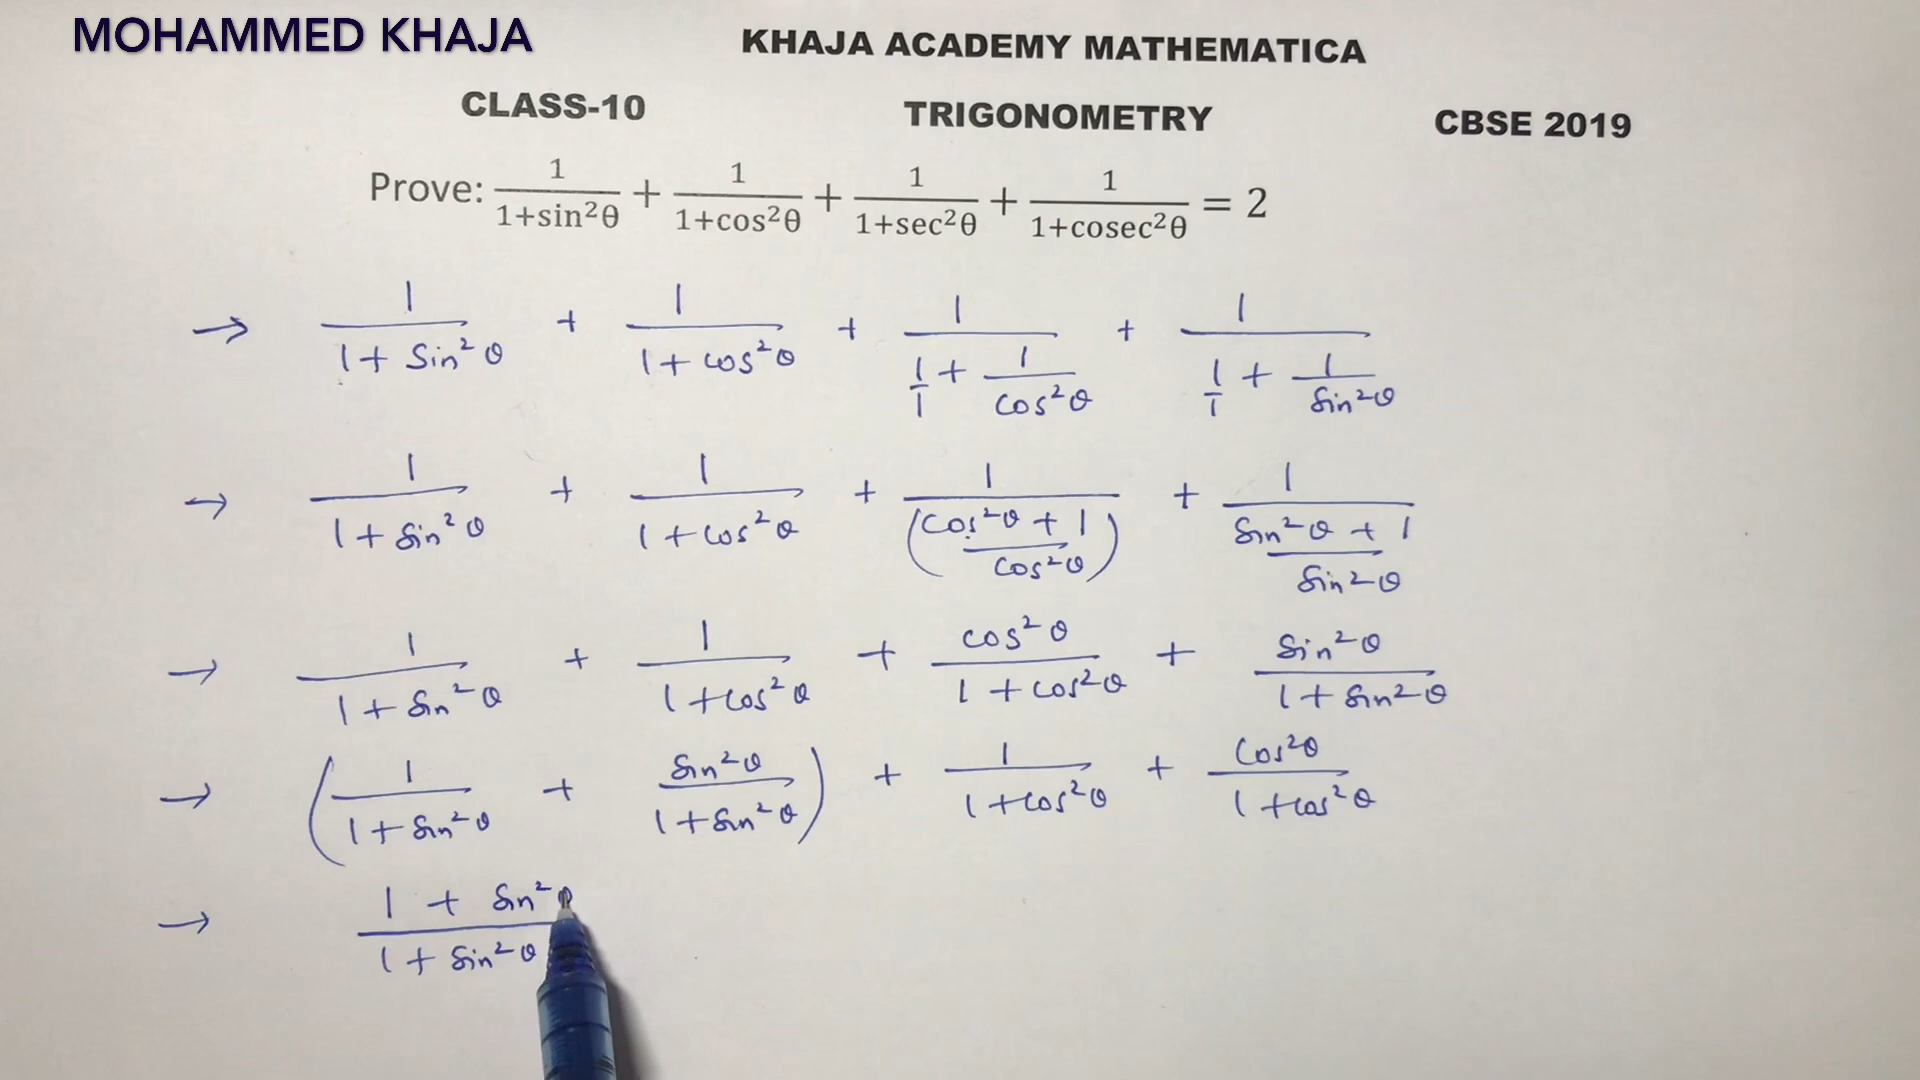 MOHAMMED KHAJA
KHAJA ACADEMY MATHEMATICA
CLASS-10 TRIGONOMETRY CBSE 2019
Prove: 1/(1+sin²θ) + 1/(1+cos²θ) + 1/(1+sec²θ) + 1/(1+cosec²θ) = 2
→ 1/(1 + Sin²θ) + 1/(1 + cos²θ) + 1/(1/1 + 1/cos²θ) + 1/(1/1 + 1/Sin²θ)
→ 1/(1 + Sin²θ) + 1/(1 + cos²θ) + 1/((cos²θ + 1)/cos²θ) + 1/((Sin²θ + 1)/Sin²θ)
→ 1/(1 + Sin²θ) + 1/(1 + cos²θ) + cos²θ/(1 + cos²θ) + Sin²θ/(1 + Sin²θ)
→ (1/(1 + Sin²θ) + Sin²θ/(1 + Sin²θ)) + 1/(1 + cos²θ) + Cos²θ/(1 + cos²θ)
→ (1 + Sin²θ)/(1 + Sin²θ)